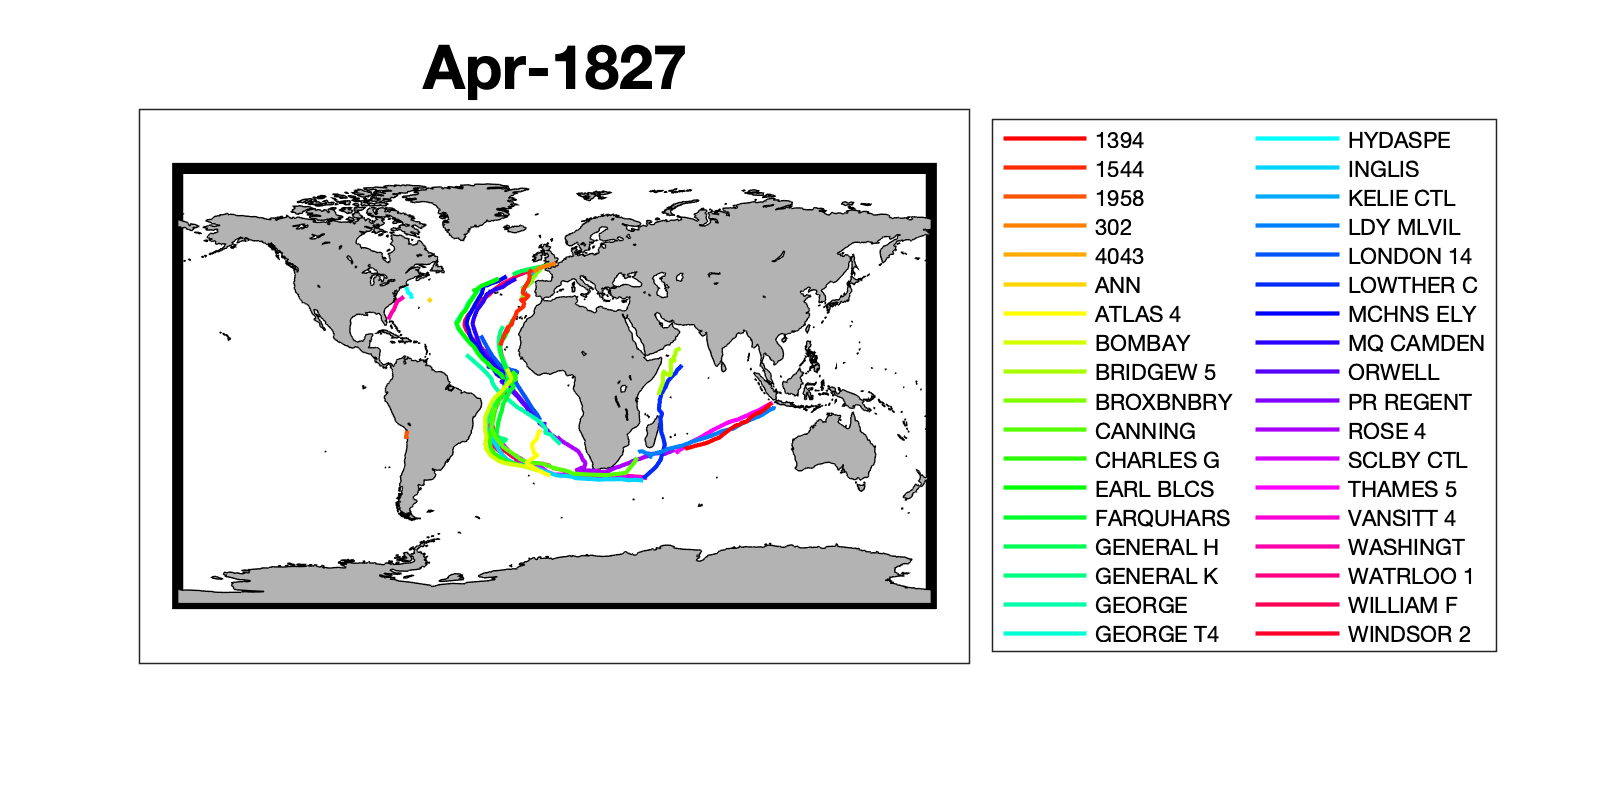 Apr-1827
1394
1544
1958
302
4043
ANN
ATLAS 4
BOMBAY
BRIDGEW 5
BROXBNBRY
CANNING
CHARLES G
EARL BLCS
FARQUHARS
GENERAL H
GENERAL K
GEORGE
GEORGE T4
HYDASPE
INGLIS
KELIE CTL
LDY MLVIL
LONDON 14
LOWTHER C
MCHNS ELY
MQ CAMDEN
ORWELL
PR REGENT
ROSE 4
SCLBY CTL
THAMES 5
VANSITT 4
WASHINGT
WATRLOO 1
WILLIAM F
WINDSOR 2